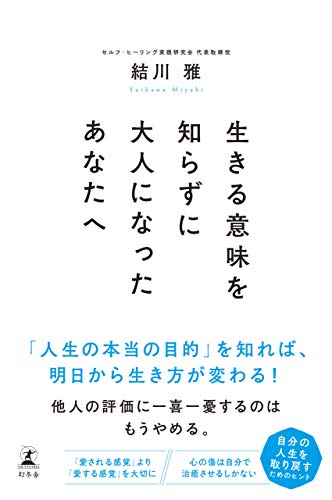 セルフ・ヒーリング実践研究会 代表取締役
結川 雅
Yuikawa Miyabi
生きる意味を
知らずに
大人になった
あなたへ
「人生の本当の目的」を知れば、
明日から生き方が変わる！
他人の評価に一喜一憂するのは
もうやめる。
「愛される感覚」より
「愛する感覚」を大切に
心の傷は自分で
治癒させるしかない
自分の
人生を
取り戻す
ためのヒント
幻冬舎